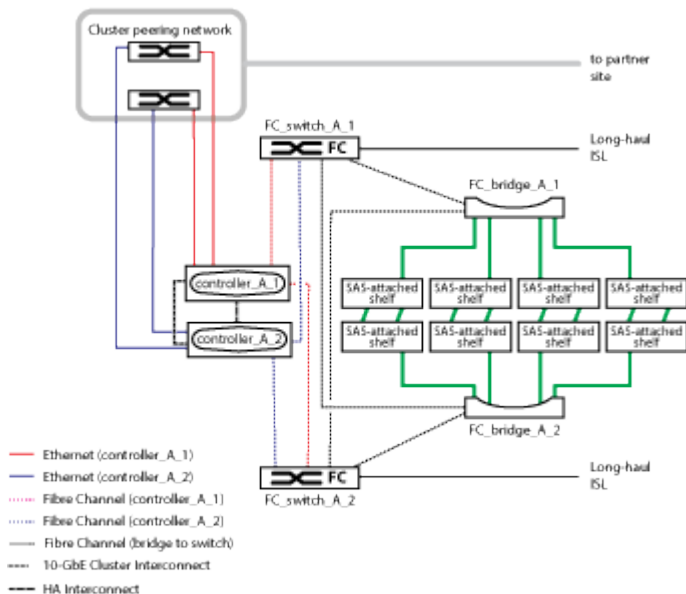 Cluster peering network
to partner
site
FC_switch_A_1
FC
Long-haul
ISL
FC_bridge_A_1
controller_A_1
SAS-attached
shelf
SAS-attached
shelf
SAS-attached
shelf
SAS-attached
shelf
SAS-attached
shelf
SAS-attached
shelf
SAS-attached
shelf
SAS-attached
shelf
controller_A_2
FC_bridge_A_2
FC
FC_switch_A_2
Long-haul
ISL
Ethernet (controller_A_1)
Ethernet (controller_A_2)
Fibre Channel (controller_A_1)
Fibre Channel (controller_A_2)
Fibre Channel (bridge to switch)
10-GbE Cluster Interconnect
HA Interconnect